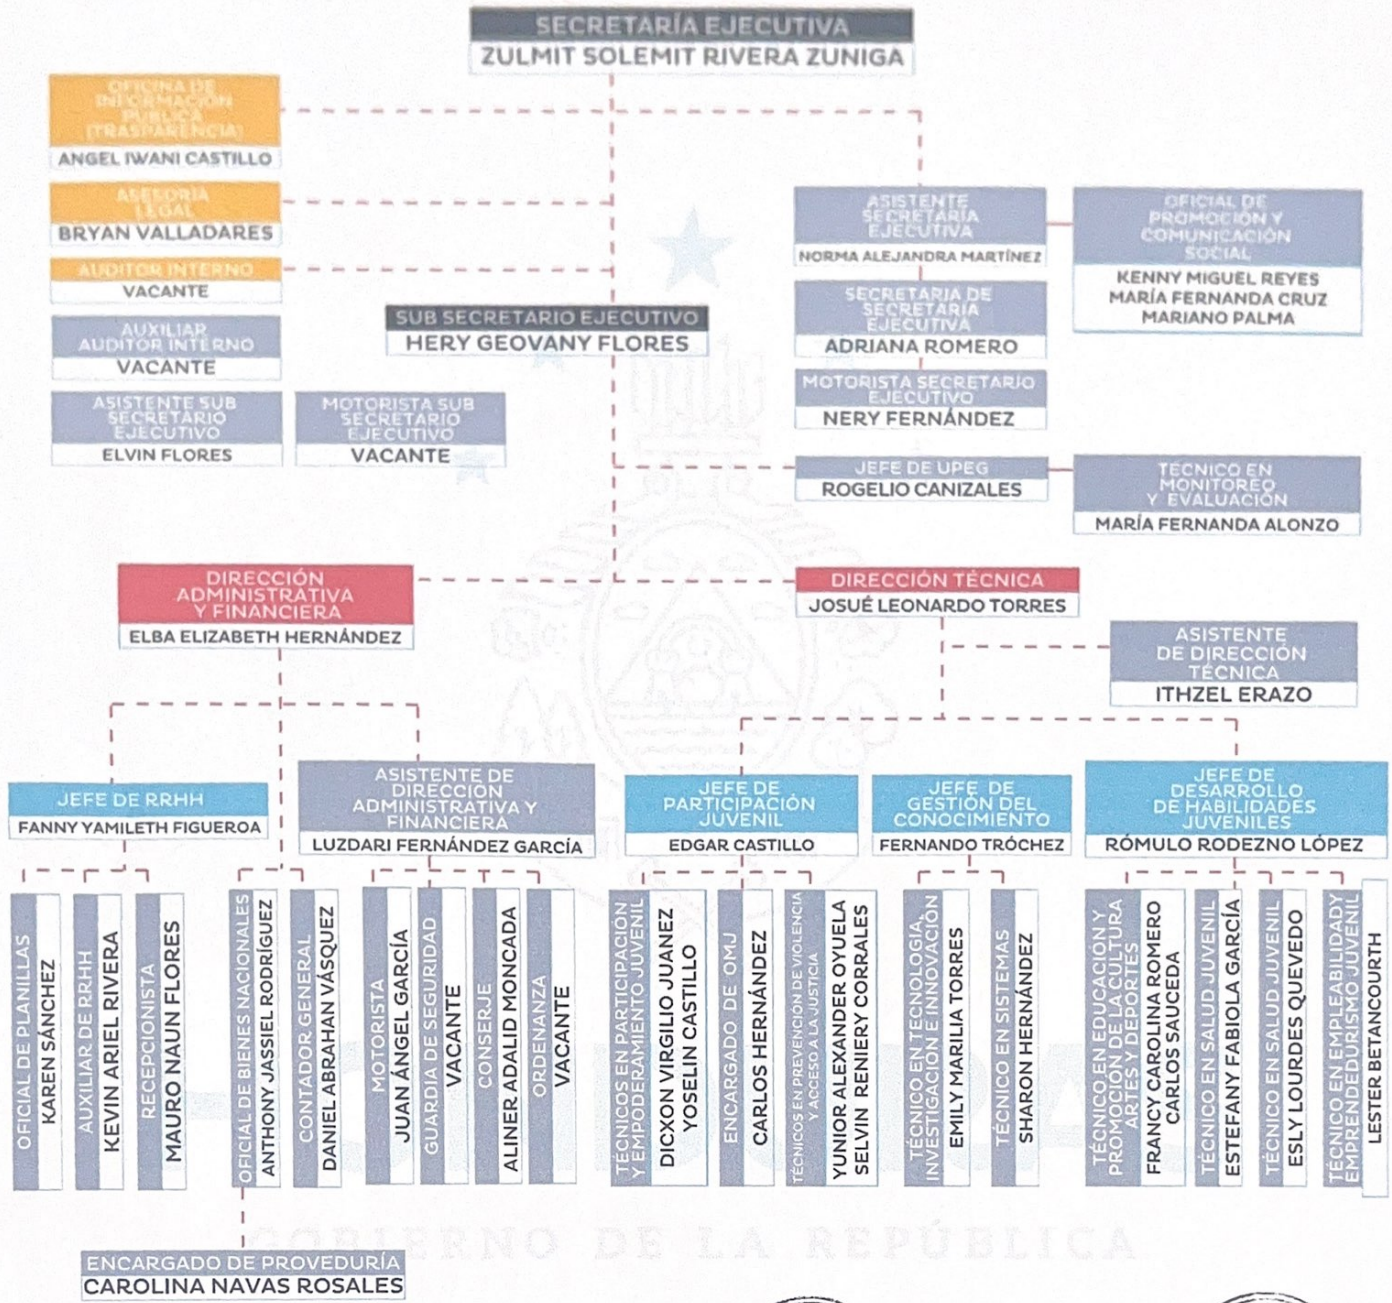 SECRETARÍA EJECUTIVA
ZULMIT SOLEMIT RIVERA ZUNIGA
OFICINA DE
INFORMACIÓN
PÚBLICA
(TRASPARENCIA)
ANGEL IWANI CASTILLO
ASESORÍA
LEGAL
BRYAN VALLADARES
AUDITOR INTERNO
VACANTE
AUXILIAR
AUDITOR INTERNO
VACANTE
ASISTENTE SUB
SECRETARIO
EJECUTIVO
ELVIN FLORES
MOTORISTA SUB
SECRETARIO
EJECUTIVO
VACANTE
SUB SECRETARIO EJECUTIVO
HERY GEOVANY FLORES
ASISTENTE
SECRETARÍA
EJECUTIVA
NORMA ALEJANDRA MARTÍNEZ
SECRETARIA DE
SECRETARÍA
EJECUTIVA
ADRIANA ROMERO
MOTORISTA SECRETARIO
EJECUTIVO
NERY FERNÁNDEZ
OFICIAL DE
PROMOCIÓN Y
COMUNICACIÓN
SOCIAL
KENNY MIGUEL REYES
MARÍA FERNANDA CRUZ
MARIANO PALMA
JEFE DE UPEG
ROGELIO CANIZALES
TÉCNICO EN
MONITOREO
Y EVALUACIÓN
MARÍA FERNANDA ALONZO
DIRECCIÓN
ADMINISTRATIVA
Y FINANCIERA
ELBA ELIZABETH HERNÁNDEZ
DIRECCIÓN TÉCNICA
JOSUÉ LEONARDO TORRES
ASISTENTE
DE DIRECCIÓN
TÉCNICA
ITHZEL ERAZO
JEFE DE RRHH
FANNY YAMILETH FIGUEROA
ASISTENTE DE
DIRECCIÓN
ADMINISTRATIVA Y
FINANCIERA
LUZDARI FERNÁNDEZ GARCÍA
JEFE DE
PARTICIPACIÓN
JUVENIL
EDGAR CASTILLO
JEFE DE
GESTIÓN DEL
CONOCIMIENTO
FERNANDO TRÓCHEZ
JEFE DE
DESARROLLO
DE HABILIDADES
JUVENILES
RÓMULO RODEZNO LÓPEZ
OFICIAL DE PLANILLAS
KAREN SÁNCHEZ
AUXILIAR DE RRHH
KEVIN ARIEL RIVERA
RECEPCIONISTA
MAURO NAUN FLORES
OFICIAL DE BIENES NACIONALES
ANTHONY JASSIEL RODRÍGUEZ
CONTADOR GENERAL
DANIEL ABRAHAN VÁSQUEZ
MOTORISTA
JUAN ÁNGEL GARCÍA
GUARDIA DE SEGURIDAD
VACANTE
CONSERJE
ALINER ADALID MONCADA
ORDENANZA
VACANTE
TÉCNICOS EN PARTICIPACIÓN
Y EMPODERAMIENTO JUVENIL
DICXON VIRGILIO JUANEZ
YOSELIN CASTILLO
ENCARGADO DE OMJ
CARLOS HERNÁNDEZ
TÉCNICOS EN PREVENCIÓN DE VIOLENCIA
Y ACCESO A LA JUSTICIA
YUNIOR ALEXANDER OYUELA
SELVIN RENIERY CORRALES
TÉCNICO EN TECNOLOGÍA,
INVESTIGACIÓN E INNOVACIÓN
EMILY MARILIA TORRES
TÉCNICO EN SISTEMAS
SHARON HERNÁNDEZ
TÉCNICO EN EDUCACIÓN Y
PROMOCIÓN DE LA CULTURA
ARTES Y DEPORTES
FRANCY CAROLINA ROMERO
CARLOS SAUCEDA
TÉCNICO EN SALUD JUVENIL
ESTEFANY FABIOLA GARCÍA
TÉCNICO EN SALUD JUVENIL
ESLY LOURDES QUEVEDO
TÉCNICO EN EMPLEABILIDAD Y
EMPRENDEDURISMO JUVENIL
LESTER BETANCOURTH
GOBIERNO DE LA REPÚBLICA
ENCARGADO DE PROVEDURÍA
CAROLINA NAVAS ROSALES